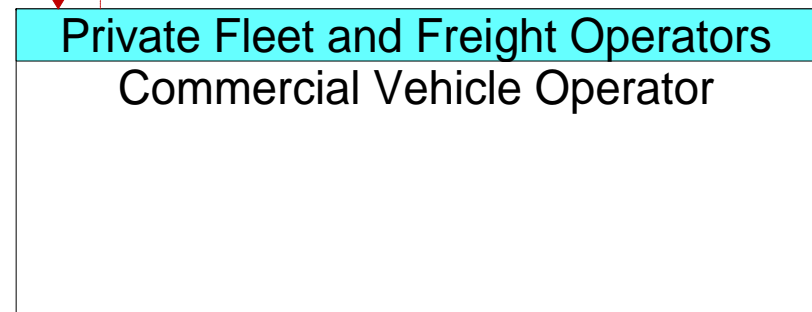 Private Fleet and Freight Operators
Commercial Vehicle Operator